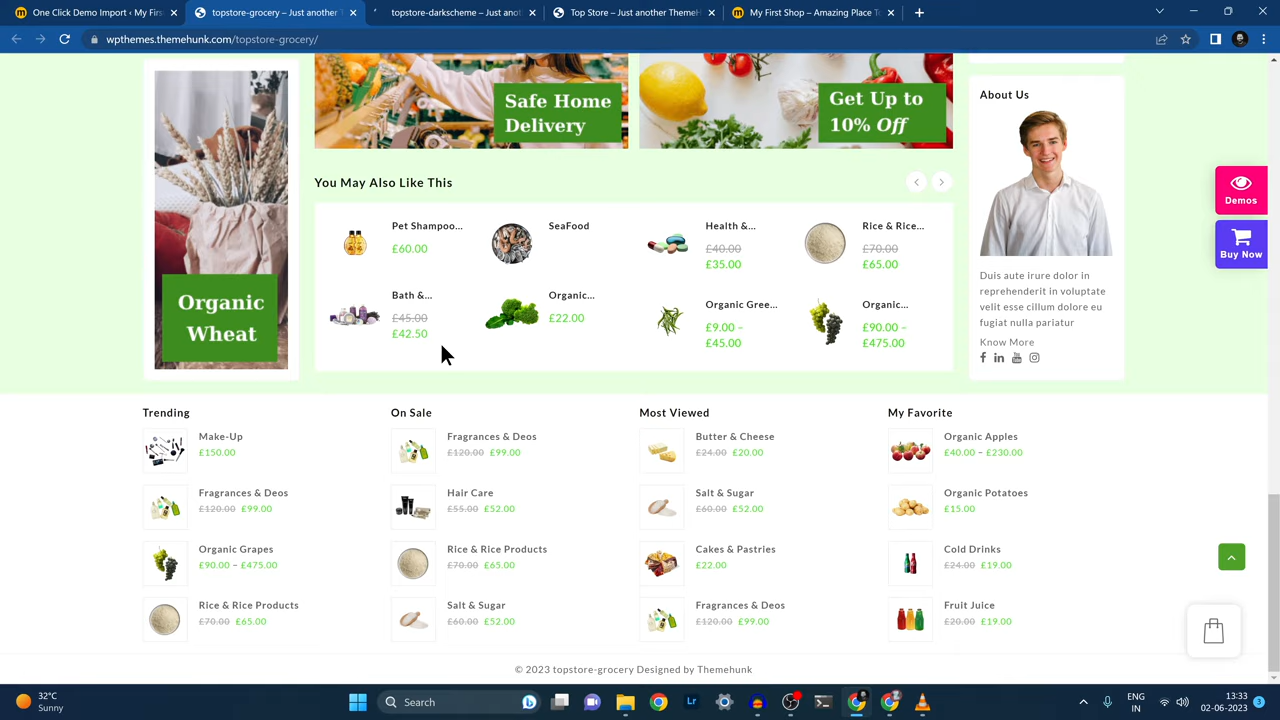 One Acount Tem
topstore-grocery – Just another T
topstore-darkscheme – Just anot
Top Store – Just another ThemeH
My First Shop – Amazing Place T
wpthemes.themehunk.com/topstore-grocery/
Safe Home
Delivery
Get Up to
10% Off
Organic
Wheat
You May Also Like This
Pet Shampoo...
£60.00
SeaFood
Health &...
£40.00
£35.00
Rice & Rice...
£70.00
£65.00
Bath &...
£45.00
£42.50
Organic...
£22.00
Organic Gree...
£9.00 –
£45.00
Organic...
£90.00 –
£475.00
About Us
Duis aute irure dolor in
reprehenderit in voluptate
velit esse cillum dolore eu
fugiat nulla pariatur
Know More
Demos
Buy Now
Trending
Make-Up
£150.00
Fragrances & Deos
£120.00 £99.00
Organic Grapes
£90.00 – £475.00
Rice & Rice Products
£70.00 £65.00
On Sale
Fragrances & Deos
£120.00 £99.00
Hair Care
£55.00 £52.00
Rice & Rice Products
£70.00 £65.00
Salt & Sugar
£60.00 £52.00
Most Viewed
Butter & Cheese
£24.00 £20.00
Salt & Sugar
£60.00 £52.00
Cakes & Pastries
£22.00
Fragrances & Deos
£120.00 £99.00
My Favorite
Organic Apples
£40.00 – £230.00
Organic Potatoes
£15.00
Cold Drinks
£24.00 £19.00
Fruit Juice
£20.00 £19.00
© 2023 topstore-grocery Designed by Themehunk
32°C
Sunny
Search
Lr
ENG
IN
13:33
02-06-2023
3